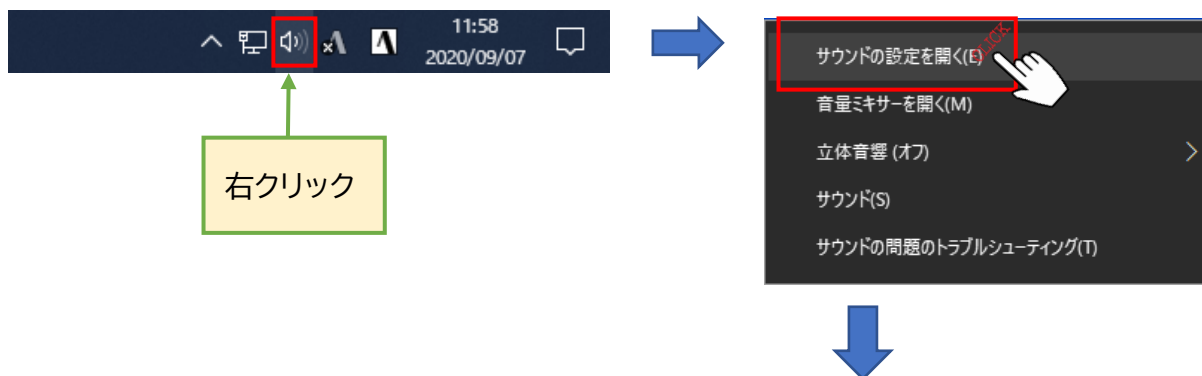 11:58
2020/09/07
右クリック
サウンドの設定を開く(E)
CLICK
音量ミキサーを開く(M)
立体音響 (オフ)
サウンド(S)
サウンドの問題のトラブルシューティング(T)